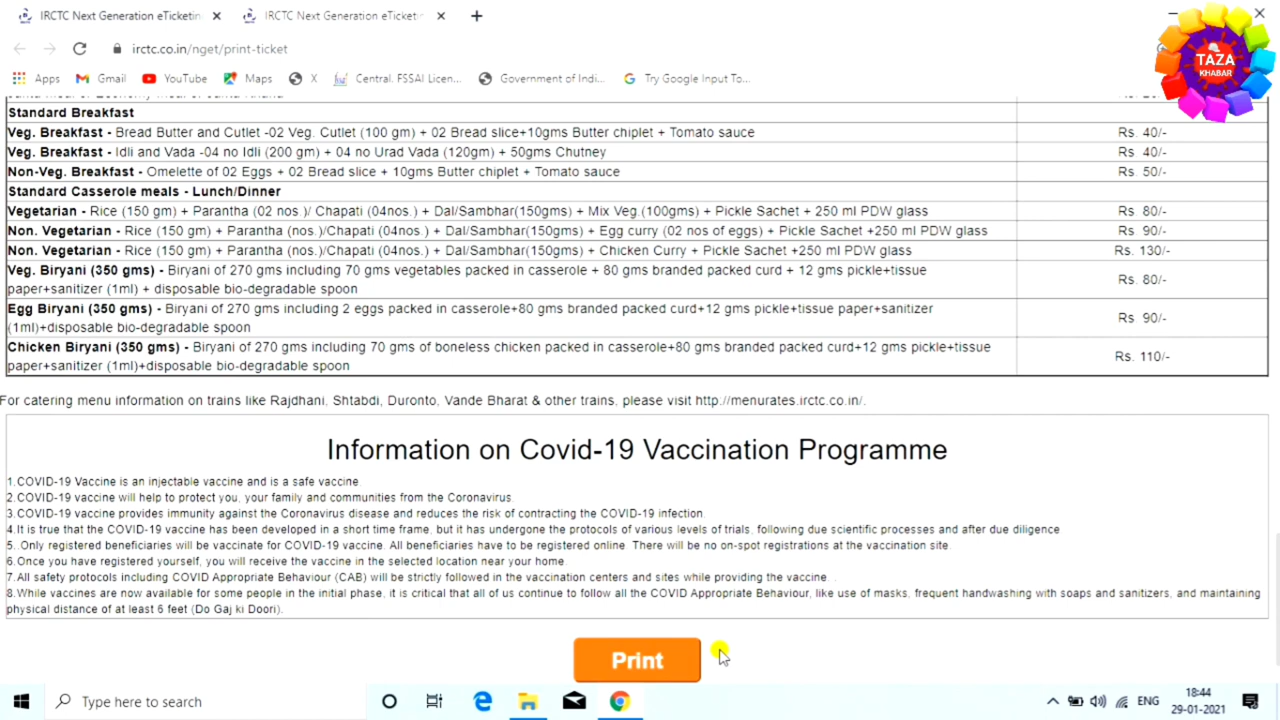 IRCTC Next Generation eTicketin
IRCTC Next Generation eTicket
irctc.co.in/nget/print-ticket
TAZA
KHABAR
Apps Gmail YouTube Maps X Central. FSSAI Licen... Government of Indi... Try Google Input To...
Standard Breakfast
Veg. Breakfast - Bread Butter and Cutlet -02 Veg. Cutlet (100 gm) + 02 Bread slice+10gms Butter chiplet + Tomato sauce Rs. 40/-
Veg. Breakfast - Idli and Vada -04 no Idli (200 gm) + 04 no Urad Vada (120gm) + 50gms Chutney Rs 40/-
Non-Veg. Breakfast - Omelette of 02 Eggs + 02 Bread slice + 10gms Butter chiplet + Tomato sauce Rs. 50/-
Standard Casserole meals - Lunch/Dinner
Vegetarian - Rice (150 gm) + Parantha (02 nos.)/ Chapati (04nos.) + Dal/Sambhar(150gms) + Mix Veg.(100gms) + Pickle Sachet + 250 ml PDW glass Rs. 80/-
Non. Vegetarian - Rice (150 gm) + Parantha (nos.)/Chapati (04nos.) + Dal/Sambhar(150gms) + Egg curry (02 nos of eggs) + Pickle Sachet +250 ml PDW glass Rs. 90/-
Non. Vegetarian - Rice (150 gm) + Parantha (nos.)/Chapati (04nos.) + Dal/Sambhar(150gms) + Chicken Curry + Pickle Sachet +250 ml PDW glass Rs. 130/-
Veg. Biryani (350 gms) - Biryani of 270 gms including 70 gms vegetables packed in casserole + 80 gms branded packed curd + 12 gms pickle+tissue
paper+sanitizer (1ml) + disposable bio-degradable spoon Rs. 80/-
Egg Biryani (350 gms) - Biryani of 270 gms including 2 eggs packed in casserole+80 gms branded packed curd+12 gms pickle+tissue paper+sanitizer
(1ml)+disposable bio-degradable spoon Rs 90/-
Chicken Biryani (350 gms) - Biryani of 270 gms including 70 gms of boneless chicken packed in casserole+80 gms branded packed curd+12 gms pickle+tissue
paper+sanitizer (1ml)+disposable bio-degradable spoon Rs. 110/-
For catering menu information on trains like Rajdhani, Shtabdi, Duronto, Vande Bharat & other trains, please visit http://menurates.irctc.co.in/.
Information on Covid-19 Vaccination Programme
1.COVID-19 Vaccine is an injectable vaccine and is a safe vaccine.
2.COVID-19 vaccine will help to protect you, your family and communities from the Coronavirus.
3.COVID-19 vaccine provides immunity against the Coronavirus disease and reduces the risk of contracting the COVID-19 infection.
4.It is true that the COVID-19 vaccine has been developed in a short time frame, but it has undergone the protocols of various levels of trials, following due scientific processes and after due diligence
5..Only registered beneficiaries will be vaccinate for COVID-19 vaccine. All beneficiaries have to be registered online. There will be no on-spot registrations at the vaccination site.
6.Once you have registered yourself, you will receive the vaccine in the selected location near your home.
7.All safety protocols including COVID Appropriate Behaviour (CAB) will be strictly followed in the vaccination centers and sites while providing the vaccine. .
8.While vaccines are now available for some people in the initial phase, it is critical that all of us continue to follow all the COVID Appropriate Behaviour, like use of masks, frequent handwashing with soaps and sanitizers, and maintaining
physical distance of at least 6 feet (Do Gaj ki Doori).
Print
Type here to search
ENG
18:44
29-01-2021